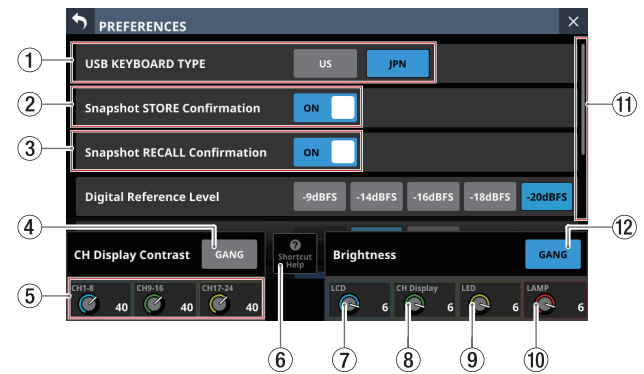 PREFERENCES
① USB KEYBOARD TYPE US JPN
② Snapshot STORE Confirmation ON ⑪
③ Snapshot RECALL Confirmation ON
Digital Reference Level -9dBFS -14dBFS -16dBFS -18dBFS -20dBFS
④ ⑫
CH Display Contrast GANG
Shortcut
Help
Brightness GANG
⑤ CH1-8 CH9-16 CH17-24
40 40 40
LCD CH Display LED LAMP
6 6 6 6
⑥ ⑦ ⑧ ⑨ ⑩